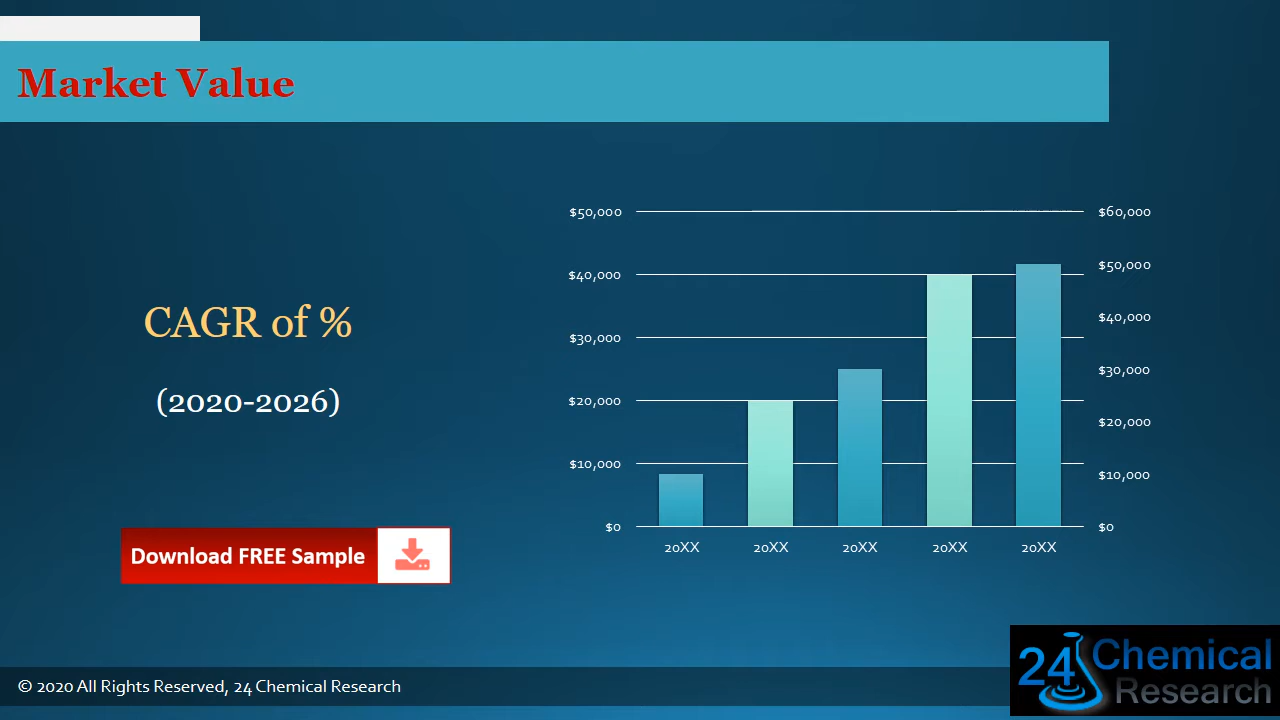 Market Value
CAGR of %
(2020-2026)
Download FREE Sample
$50,000
$40,000
$30,000
$20,000
$10,000
$0
$60,000
$50,000
$40,000
$30,000
$20,000
$10,000
$0
20XX 20XX 20XX 20XX 20XX
© 2020 All Rights Reserved, 24 Chemical Research
24 Chemical
Research